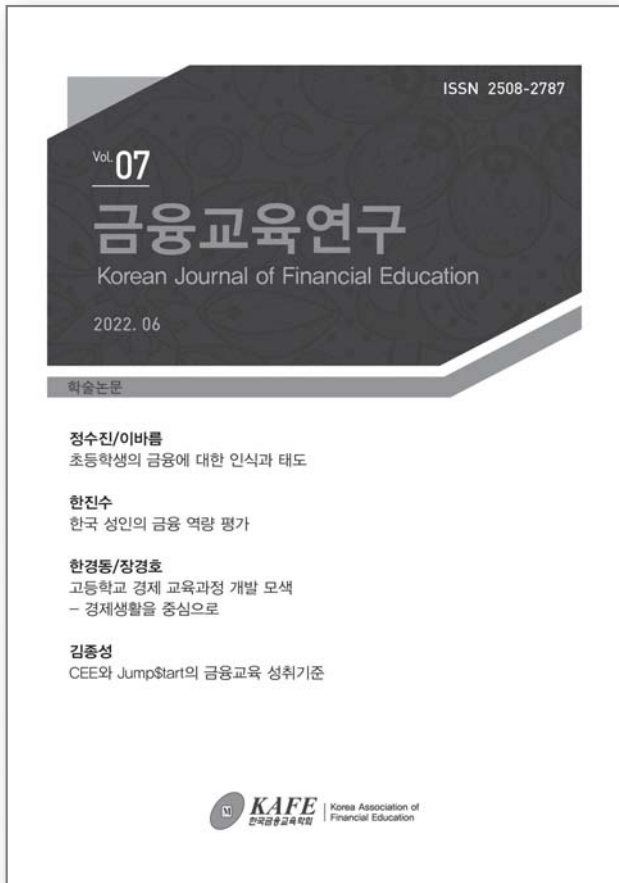 ISSN 2508-2787
Vol. 07
금융교육연구
Korean Journal of Financial Education
2022. 06
학술논문
정수진/이바름
초등학생의 금융에 대한 인식과 태도
한진수
한국 성인의 금융 역량 평가
한경동/장경호
고등학교 경제 교육과정 개발 모색
– 경제생활을 중심으로
김종성
CEE와 Jump$tart의 금융교육 성취기준
M
KAFE
한국금융교육학회
Korea Association of
Financial Education